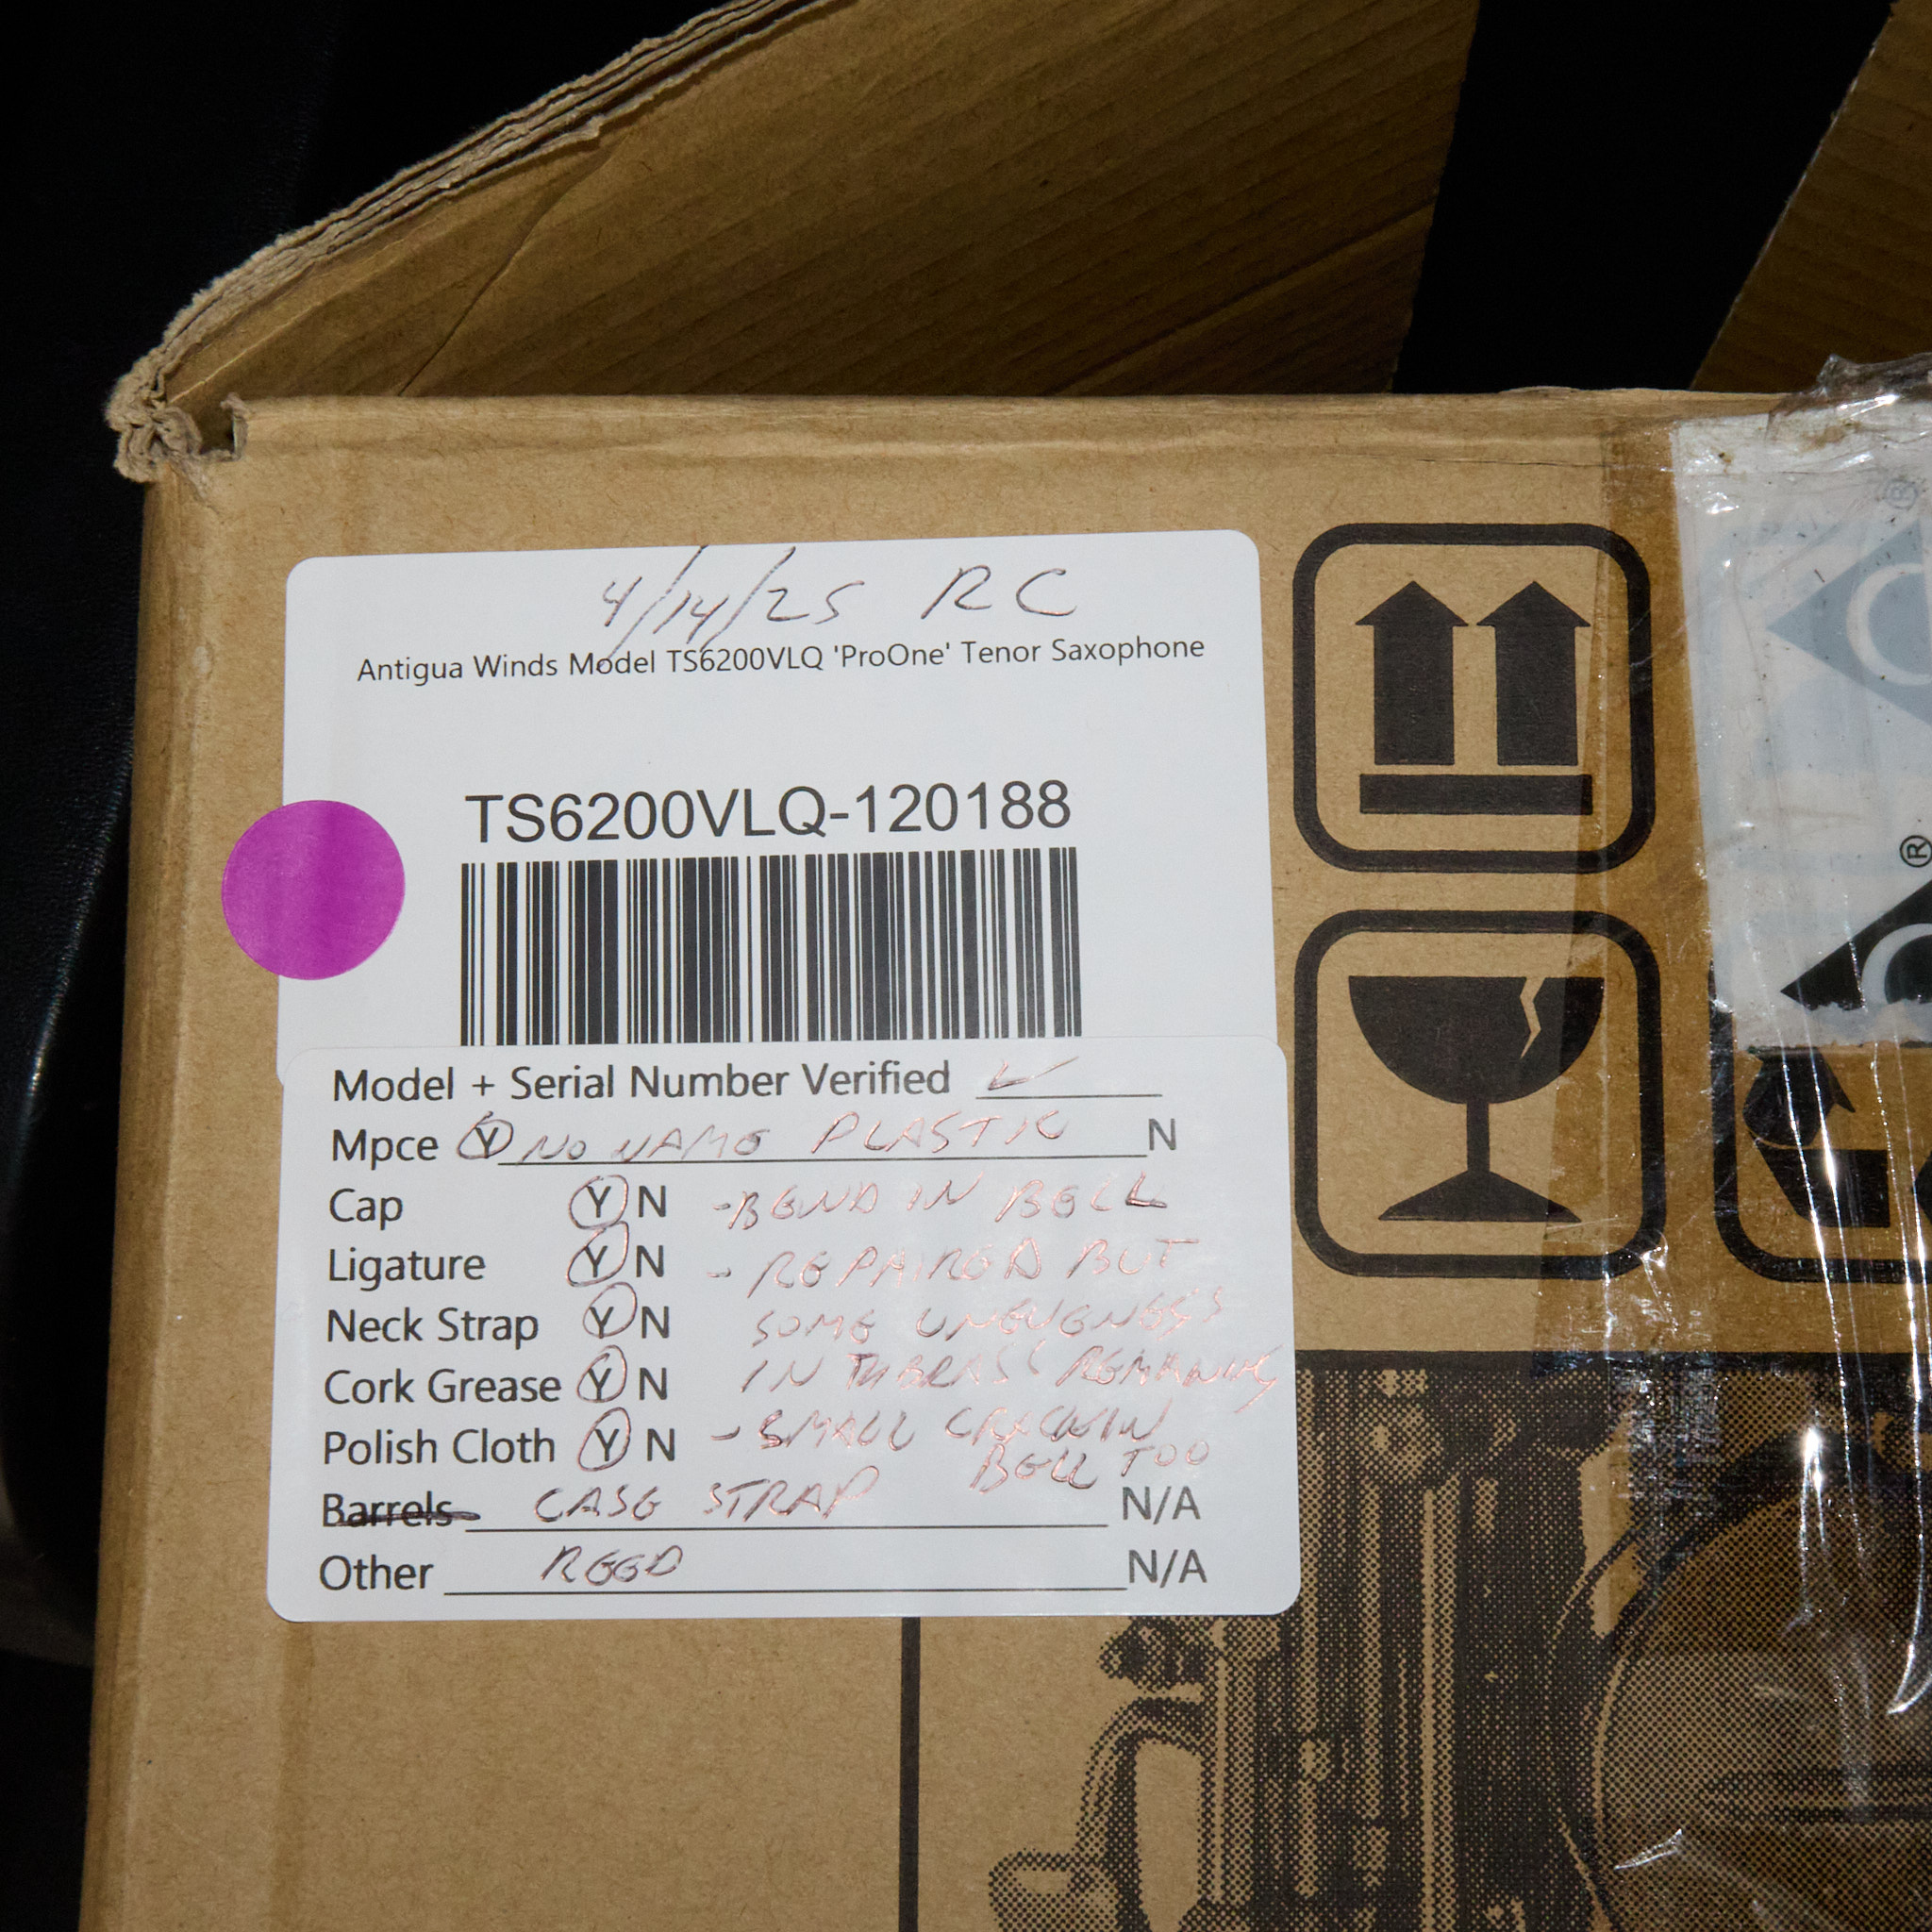 4/14/25 RC
Antigua Winds Model TS6200VLQ 'ProOne' Tenor Saxophone
TS6200VLQ-120188
Model + Serial Number Verified ✓
Mpce Y NO NAME PLASTIC N
Cap Y N - BEND IN BELL
Ligature Y N - REPAIRED BUT
Neck Strap Y N SOME UNEVENESS
Cork Grease Y N IN BRASS REMAINING
Polish Cloth Y N - SMALL CRACK IN
BELL TOO
Barrels CASE STRAP N/A
Other REED N/A
®
®